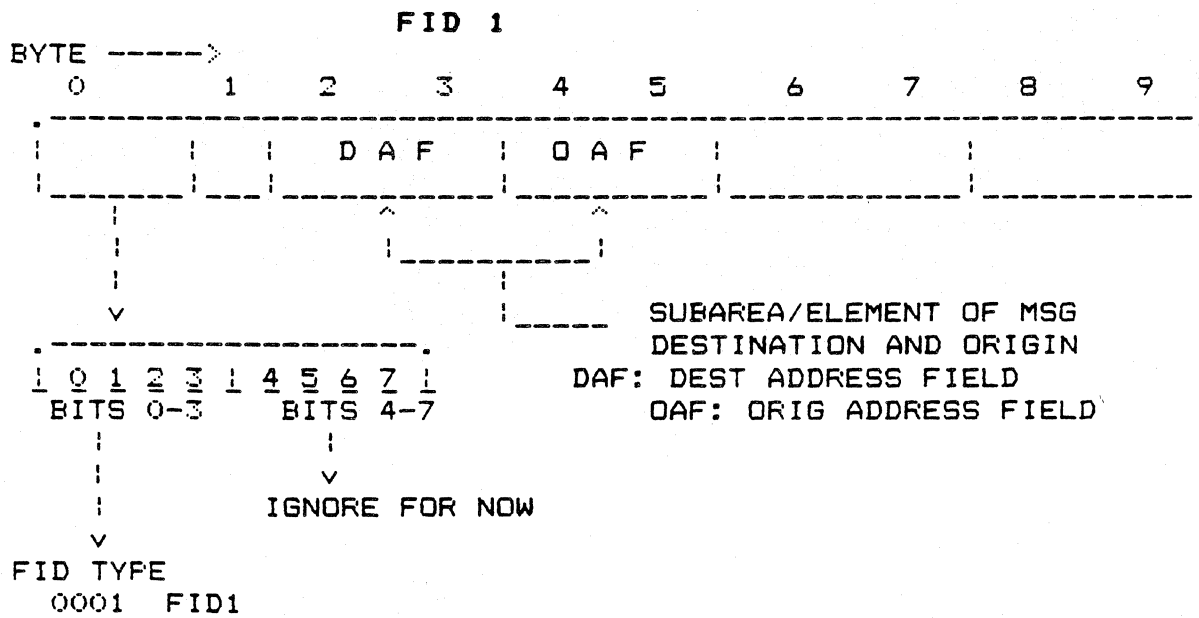 FID 1
BYTE ----->
0 1 2 3 4 5 6 7 8 9
D A F O A F
SUBAREA/ELEMENT OF MSG
DESTINATION AND ORIGIN
0 1 2 3 4 5 6 7
DAF: DEST ADDRESS FIELD
BITS 0-3 BITS 4-7
OAF: ORIG ADDRESS FIELD
IGNORE FOR NOW
FID TYPE
0001 FID1